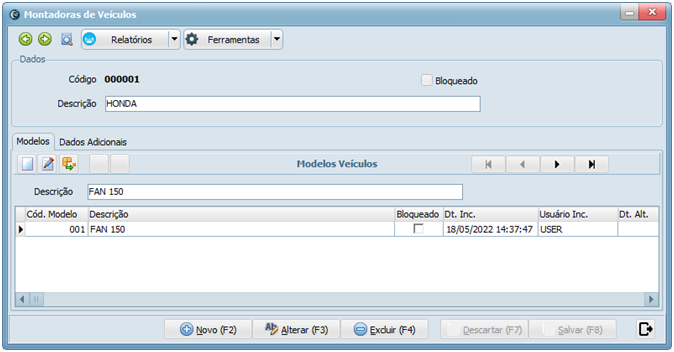 Montadoras de Veículos
Relatórios Ferramentas
Dados
Código 000001 Bloqueado
Descrição HONDA
Modelos Dados Adicionais
Modelos Veículos
Descrição FAN 150
Cód. Modelo Descrição Bloqueado Dt. Inc. Usuário Inc. Dt. Alt.
001 FAN 150 18/05/2022 14:37:47 USER
Novo (F2) Alterar (F3) Excluir (F4) Descartar (F7) Salvar (F8)